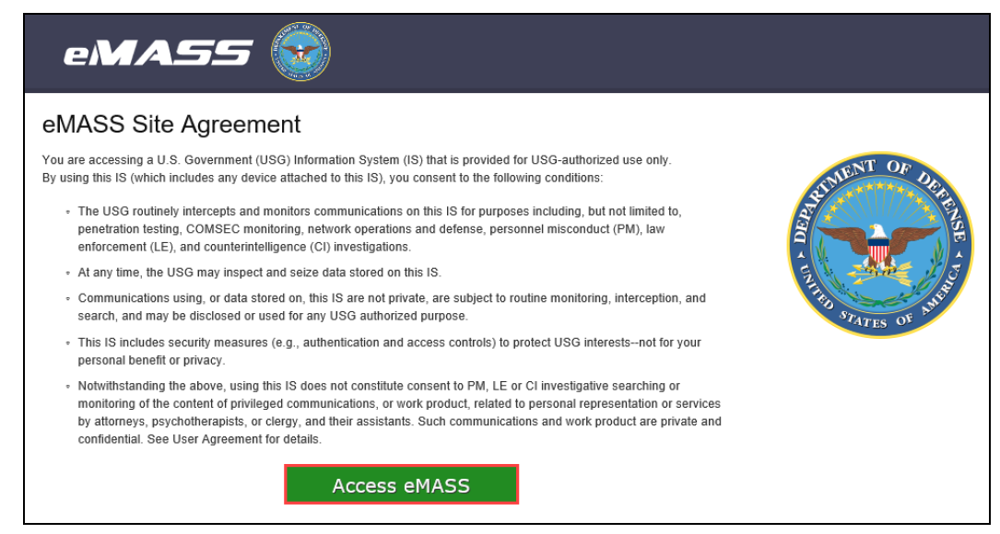 eMASS
eMASS Site Agreement
You are accessing a U.S. Government (USG) Information System (IS) that is provided for USG-authorized use only.
By using this IS (which includes any device attached to this IS), you consent to the following conditions:
◦ The USG routinely intercepts and monitors communications on this IS for purposes including, but not limited to,
penetration testing, COMSEC monitoring, network operations and defense, personnel misconduct (PM), law
enforcement (LE), and counterintelligence (CI) investigations.
◦ At any time, the USG may inspect and seize data stored on this IS.
◦ Communications using, or data stored on, this IS are not private, are subject to routine monitoring, interception, and
search, and may be disclosed or used for any USG authorized purpose.
◦ This IS includes security measures (e.g., authentication and access controls) to protect USG interests--not for your
personal benefit or privacy.
◦ Notwithstanding the above, using this IS does not constitute consent to PM, LE or CI investigative searching or
monitoring of the content of privileged communications, or work product, related to personal representation or services
by attorneys, psychotherapists, or clergy, and their assistants. Such communications and work product are private and
confidential. See User Agreement for details.
DEPARTMENT OF DEFENSE
UNITED STATES OF AMERICA
Access eMASS